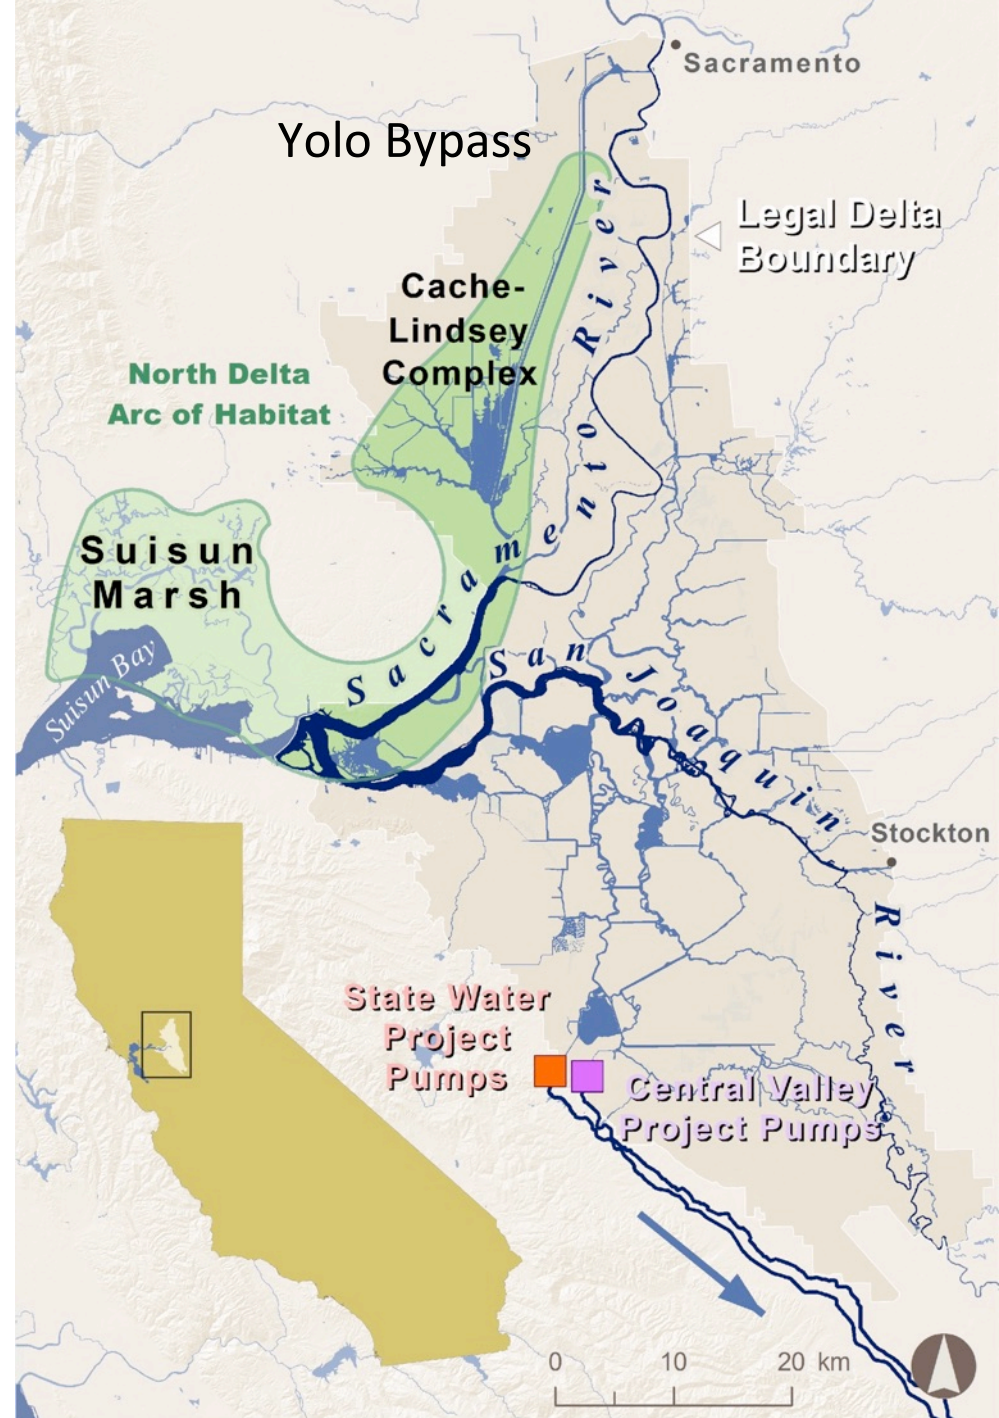 Sacramento
Yolo Bypass
Legal Delta
Boundary
Cache-
Lindsey
Complex
North Delta
Arc of Habitat
Sacramento River
Suisun
Marsh
Suisun Bay
San Joaquin River
Stockton
State Water
Project
Pumps
Central Valley
Project Pumps
0 10 20 km